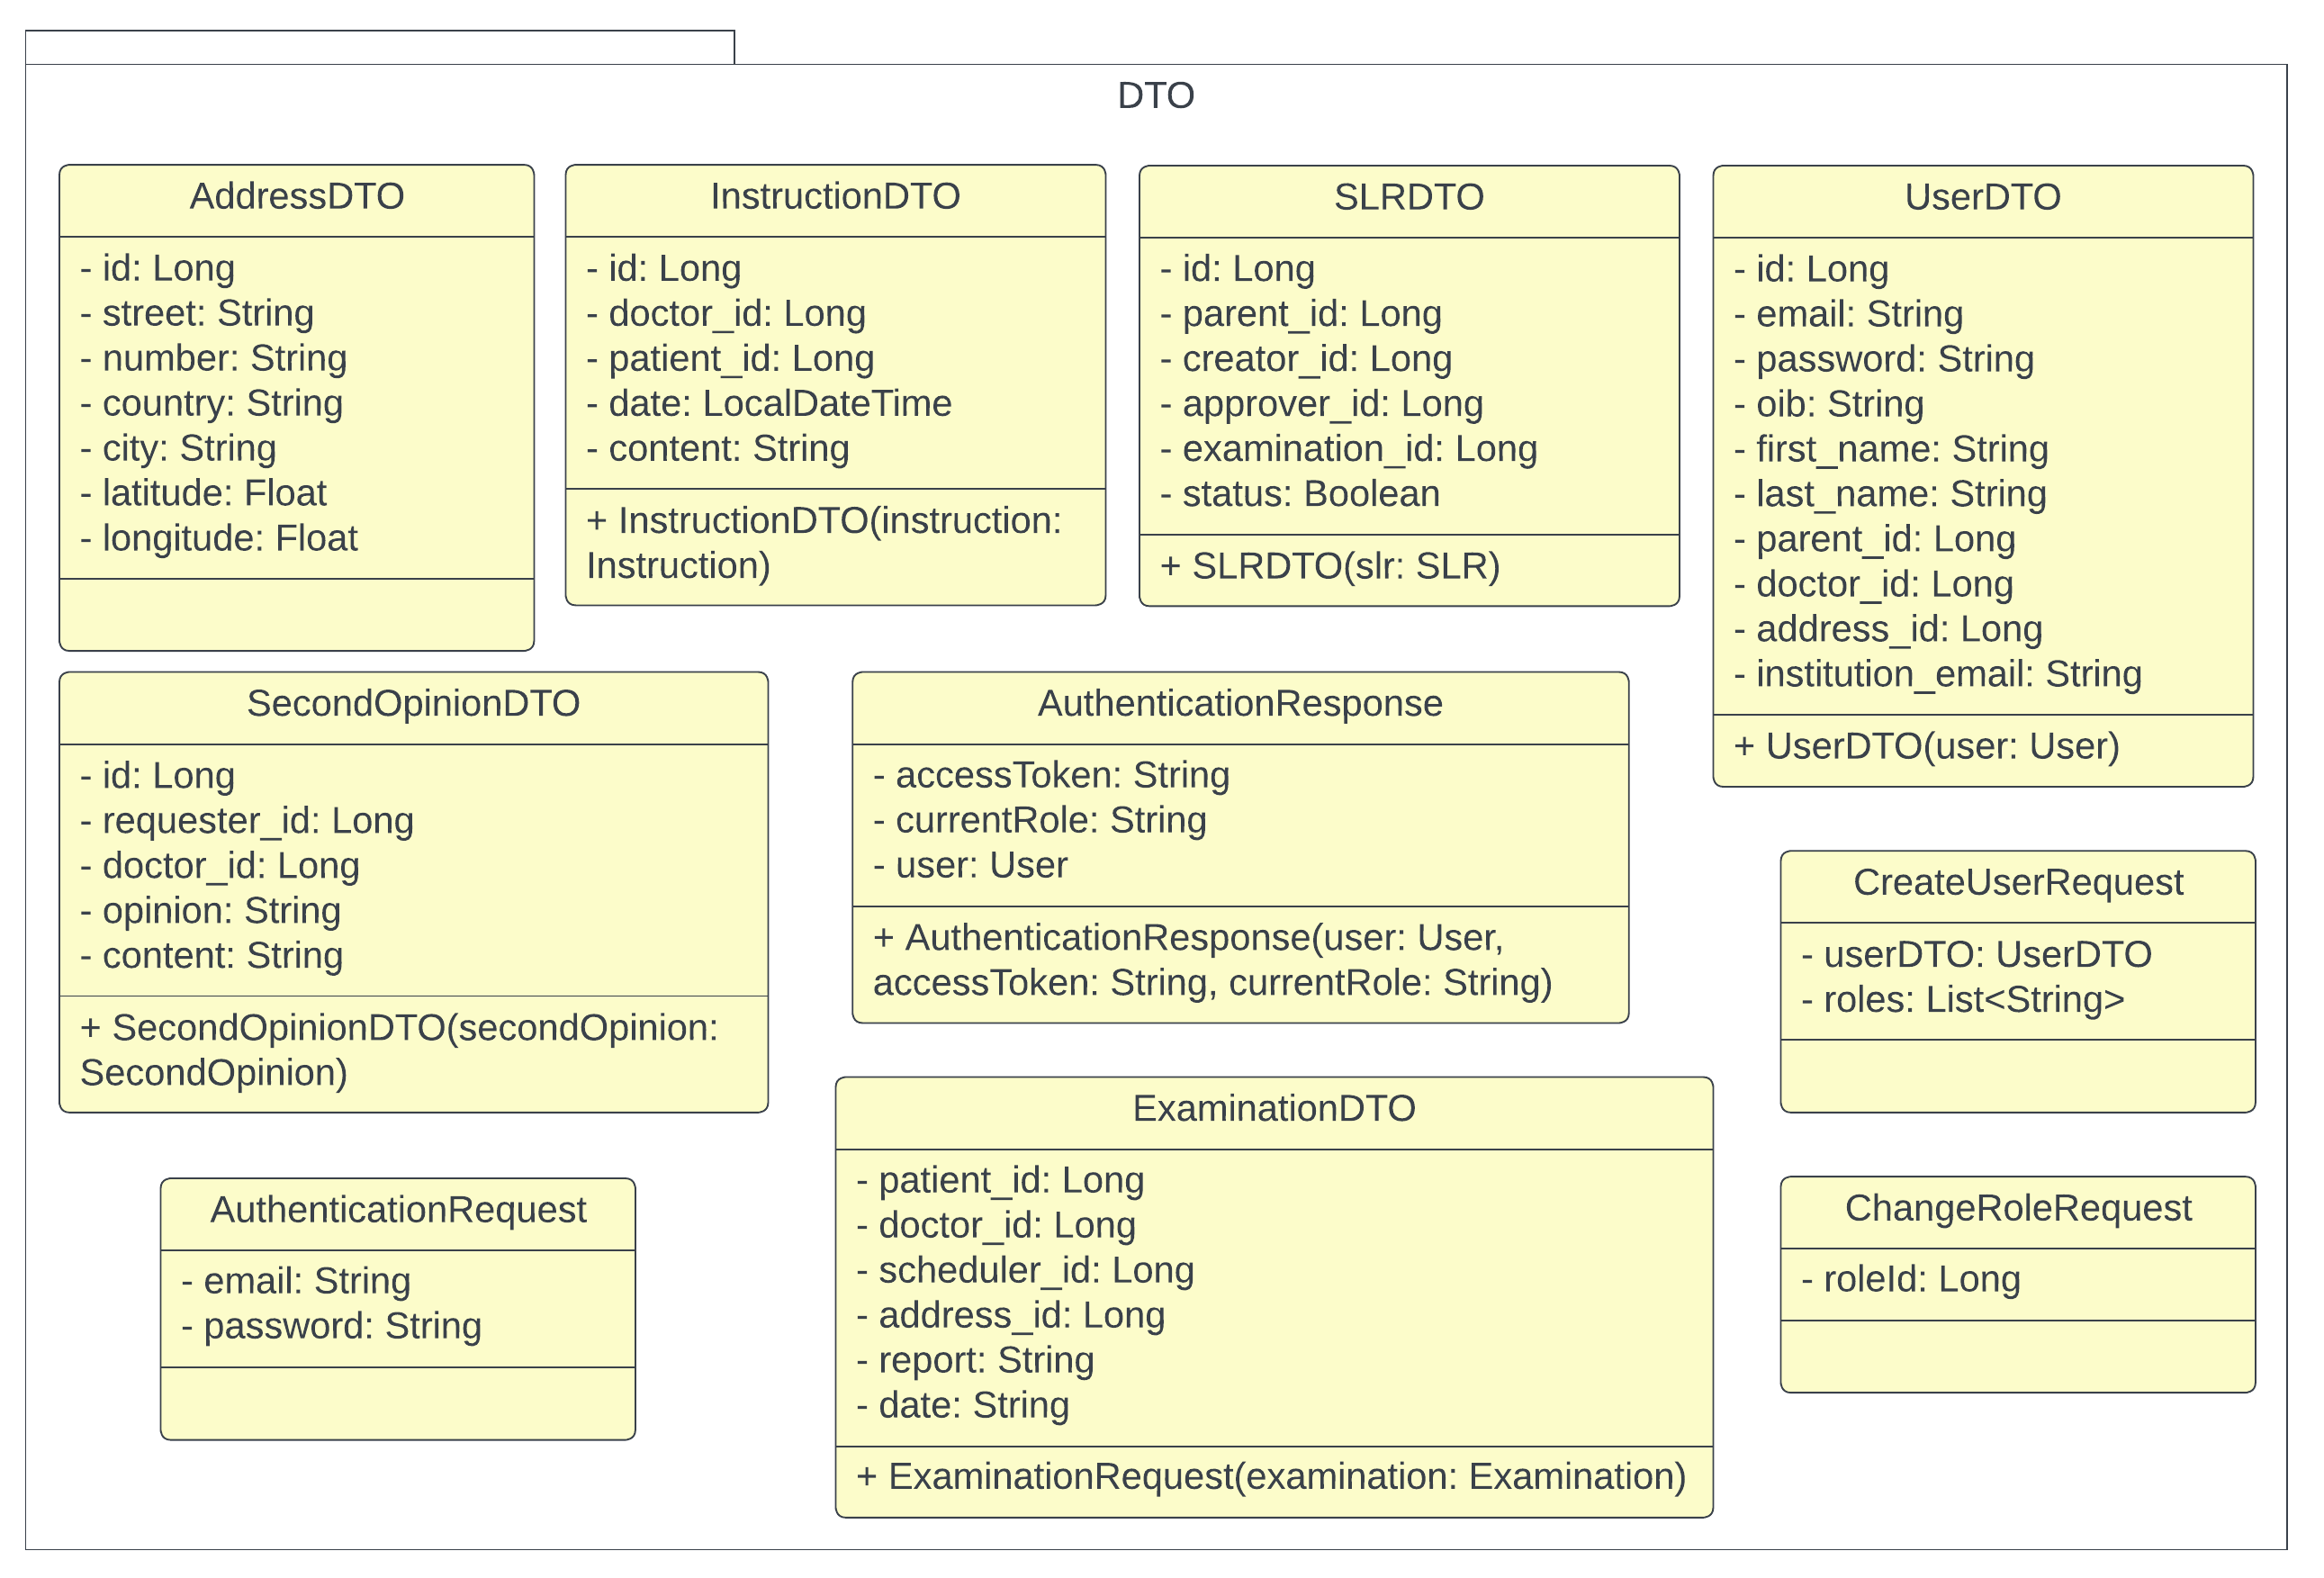 DTO
AddressDTO
- id: Long
- street: String
- number: String
- country: String
- city: String
- latitude: Float
- longitude: Float
InstructionDTO
- id: Long
- doctor_id: Long
- patient_id: Long
- date: LocalDateTime
- content: String
+ InstructionDTO(instruction:
Instruction)
SLRDTO
- id: Long
- parent_id: Long
- creator_id: Long
- approver_id: Long
- examination_id: Long
- status: Boolean
+ SLRDTO(slr: SLR)
UserDTO
- id: Long
- email: String
- password: String
- oib: String
- first_name: String
- last_name: String
- parent_id: Long
- doctor_id: Long
- address_id: Long
- institution_email: String
+ UserDTO(user: User)
SecondOpinionDTO
- id: Long
- requester_id: Long
- doctor_id: Long
- opinion: String
- content: String
+ SecondOpinionDTO(secondOpinion:
SecondOpinion)
AuthenticationResponse
- accessToken: String
- currentRole: String
- user: User
+ AuthenticationResponse(user: User,
accessToken: String, currentRole: String)
CreateUserRequest
- userDTO: UserDTO
- roles: List<String>
AuthenticationRequest
- email: String
- password: String
ExaminationDTO
- patient_id: Long
- doctor_id: Long
- scheduler_id: Long
- address_id: Long
- report: String
- date: String
+ ExaminationRequest(examination: Examination)
ChangeRoleRequest
- roleId: Long